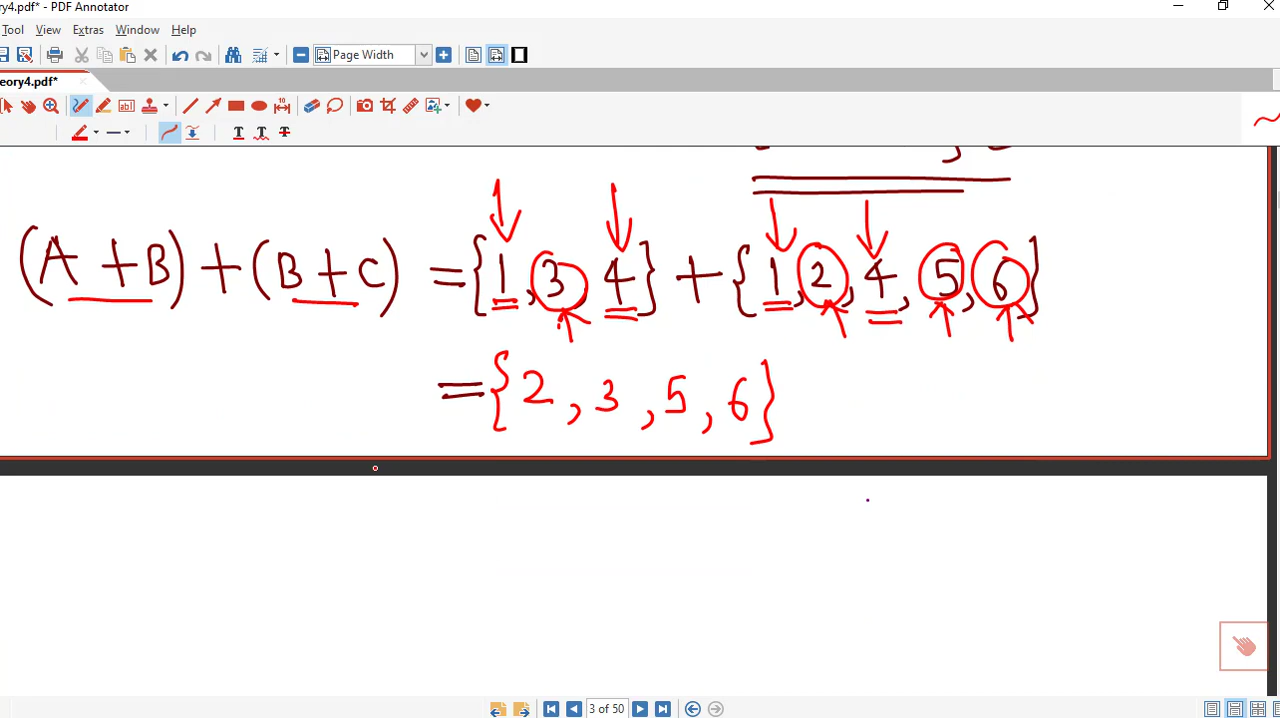 ry4.pdf* - PDF Annotator
Tool View Extras Window Help
Page Width
eory4.pdf*
(A+B)+(B+C) ={1,3,4}+{1,2,4,5,6}
={2,3,5,6}
3 of 50